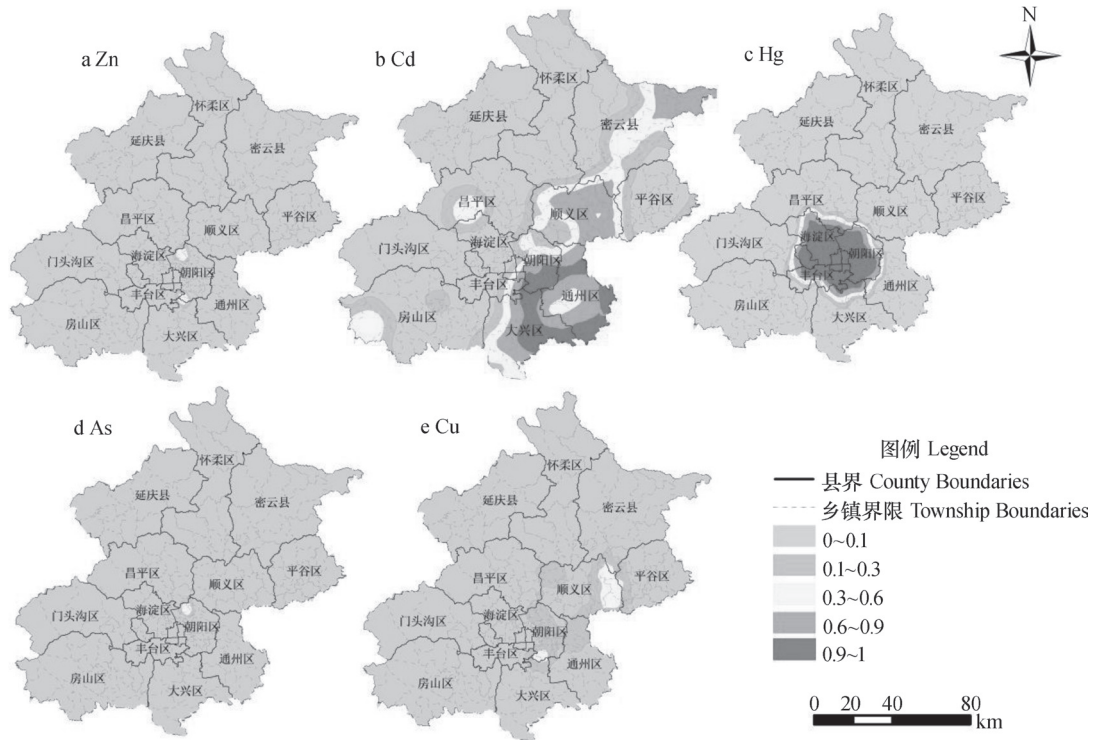 a Zn
怀柔区
延庆县
密云县
昌平区
顺义区
平谷区
门头沟区
海淀区
朝阳区
丰台区
通州区
房山区
大兴区
b Cd
怀柔区
延庆县
密云县
昌平区
顺义区
平谷区
门头沟区
海淀区
朝阳区
丰台区
通州区
房山区
大兴区
c Hg
怀柔区
延庆县
密云县
昌平区
顺义区
平谷区
门头沟区
海淀区
朝阳区
丰台区
通州区
房山区
大兴区
N
d As
怀柔区
延庆县
密云县
昌平区
顺义区
平谷区
门头沟区
海淀区
朝阳区
丰台区
通州区
房山区
大兴区
e Cu
怀柔区
延庆县
密云县
昌平区
顺义区
平谷区
门头沟区
海淀区
朝阳区
丰台区
通州区
房山区
大兴区
图例 Legend
县界 County Boundaries
乡镇界限 Township Boundaries
0~0.1
0.1~0.3
0.3~0.6
0.6~0.9
0.9~1
0 20 40 80
km